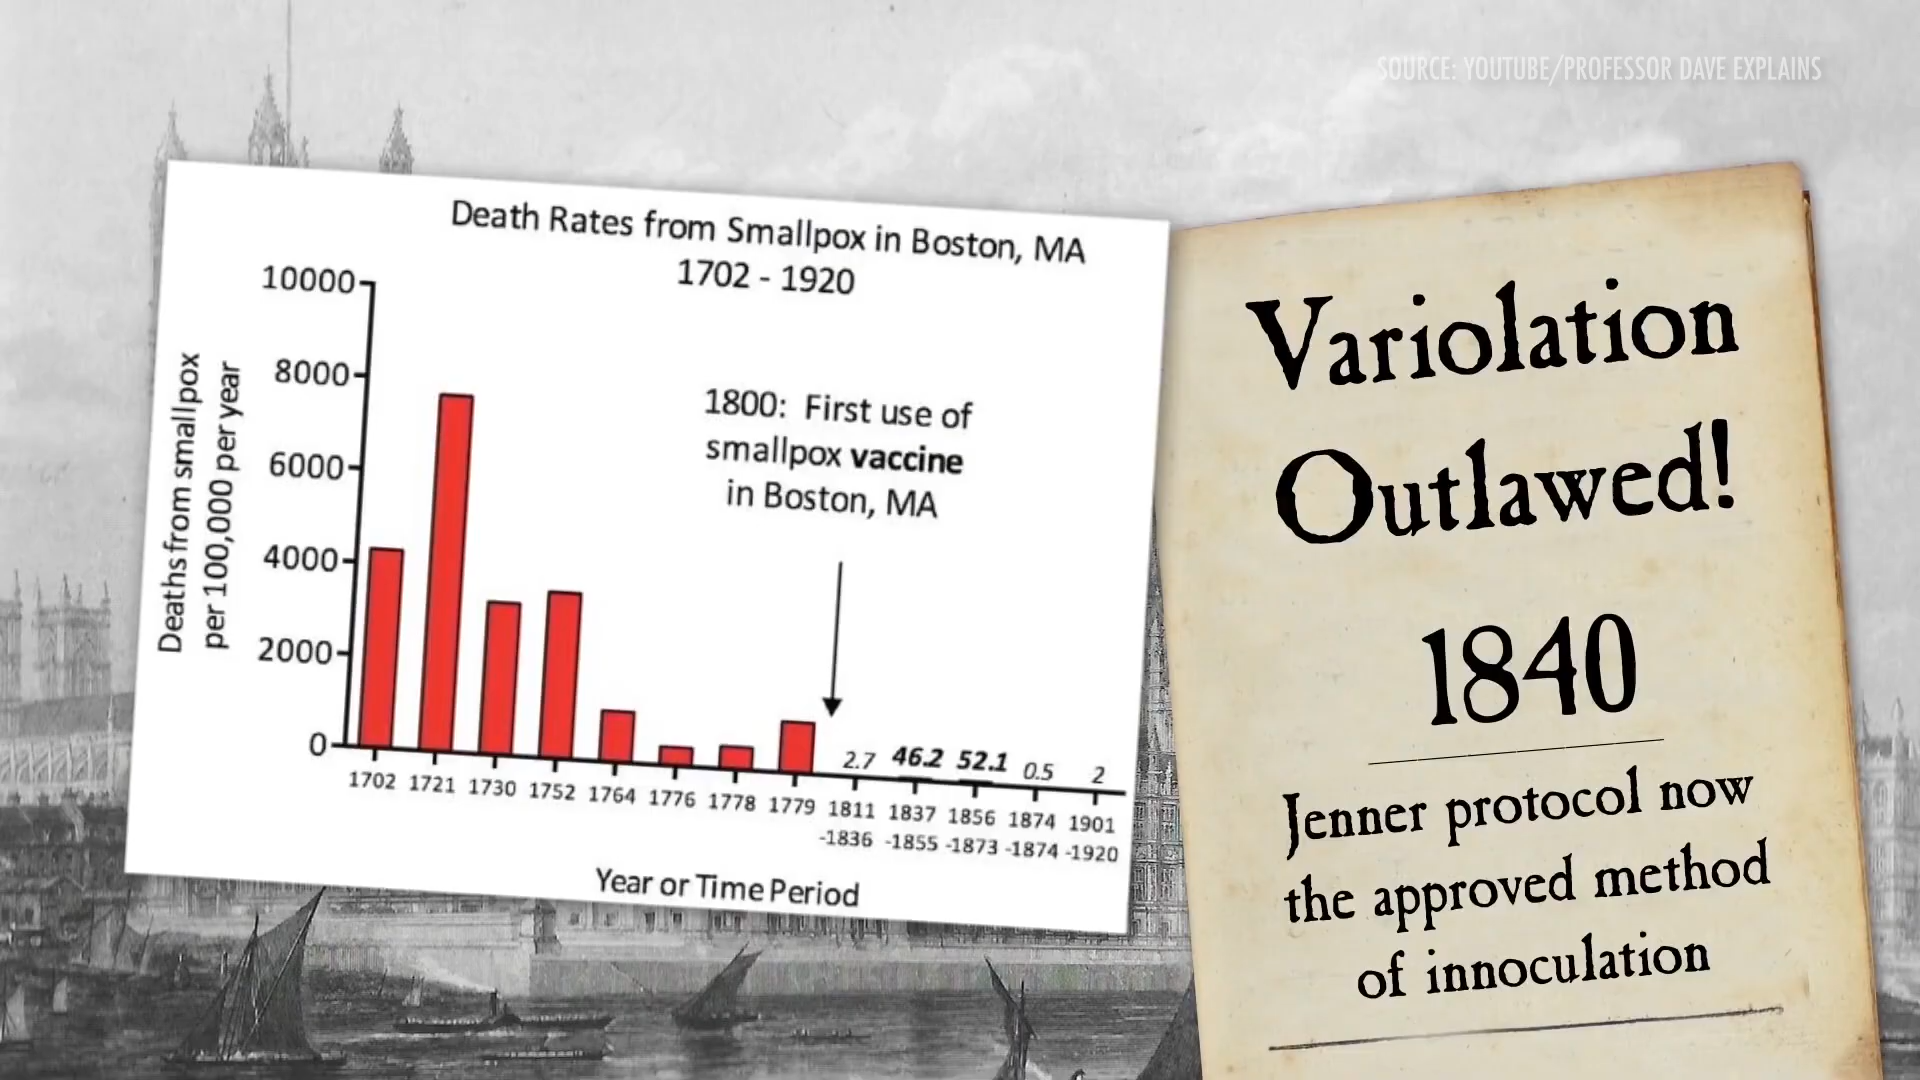 SOURCE: YOUTUBE/PROFESSOR DAVE EXPLAINS
Death Rates from Smallpox in Boston, MA
1702 - 1920
Deaths from smallpox
per 100,000 per year
10000
8000
6000
4000
2000
0
1800: First use of
smallpox vaccine
in Boston, MA
2.7 46.2 52.1 0.5 2
1702 1721 1730 1752 1764 1776 1778 1779 1811 1837 1856 1874 1901
-1836 -1855 -1873 -1874 -1920
Year or Time Period
Variolation
Outlawed!
1840
Jenner protocol now
the approved method
of innoculation